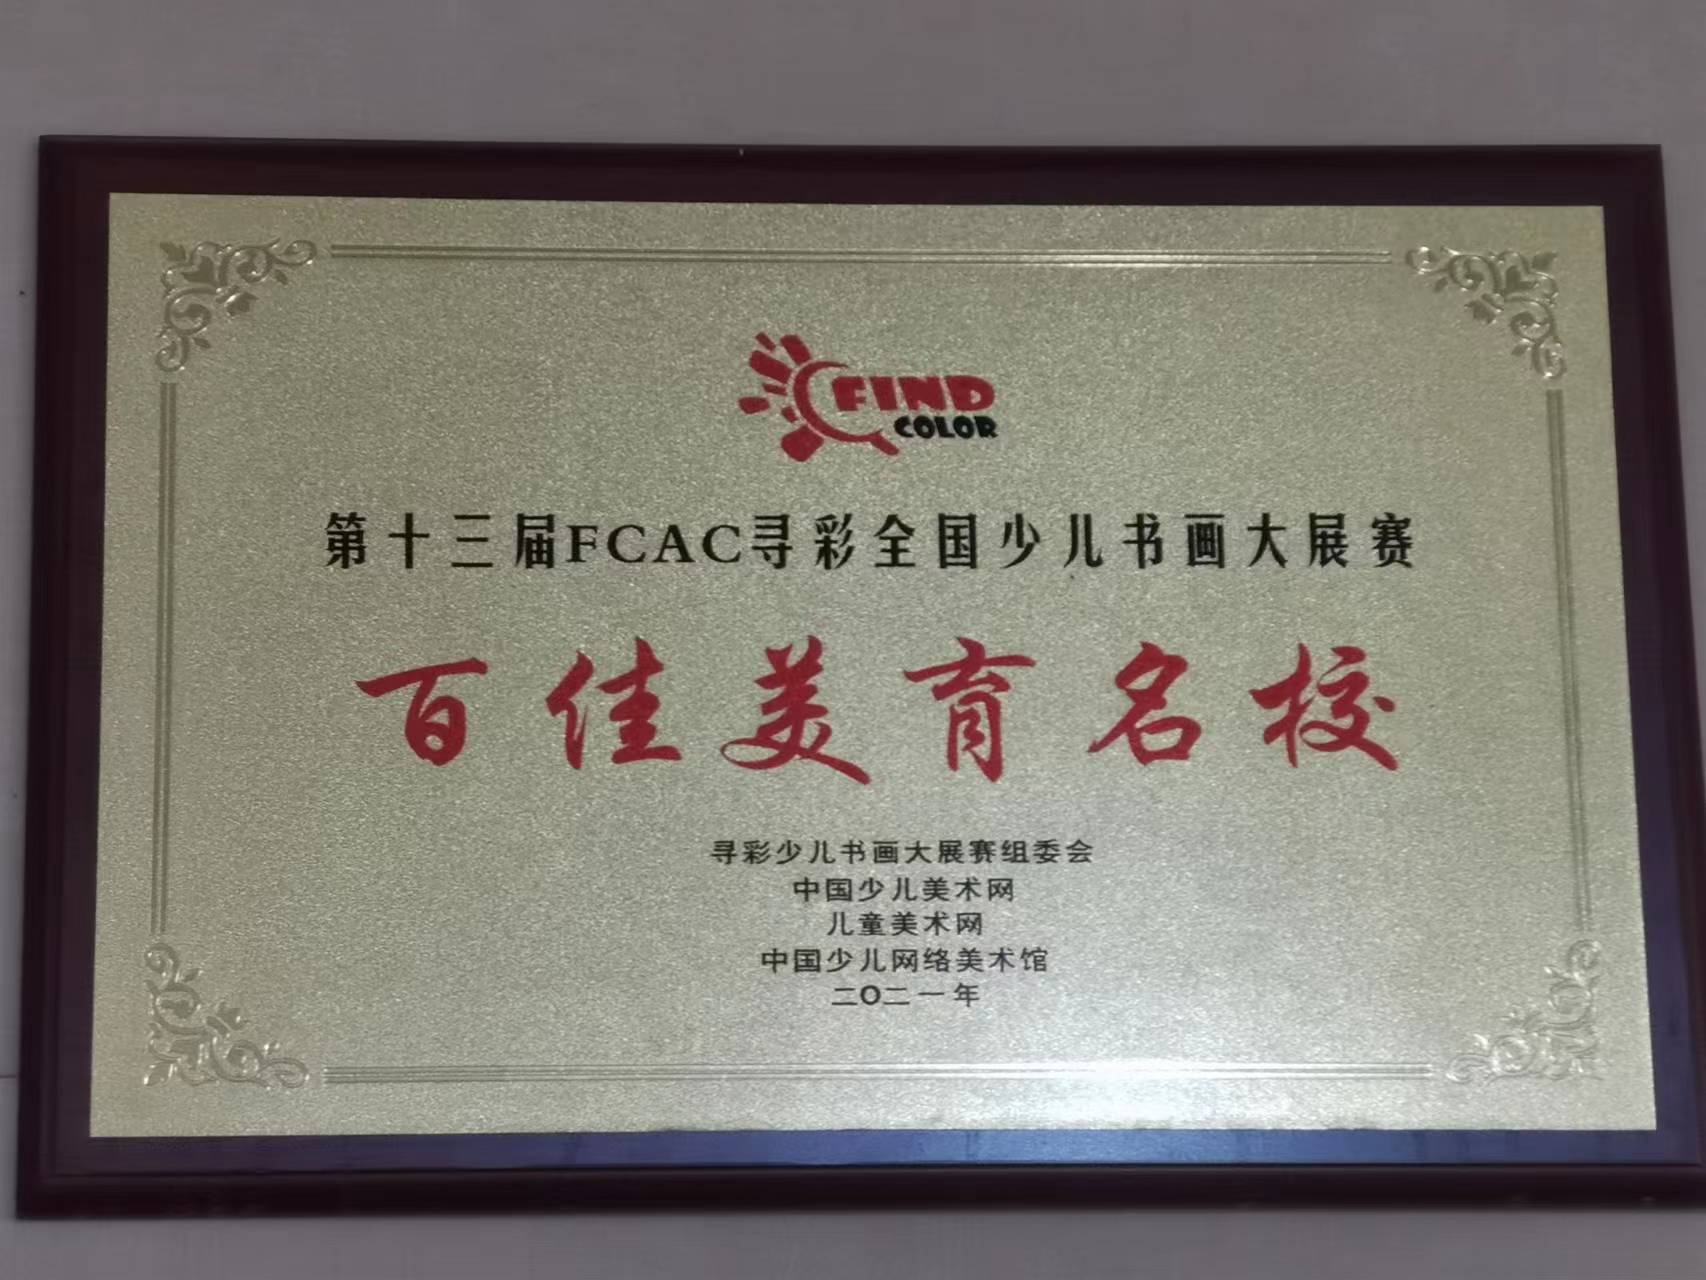 FIND
COLOR
第十三届FCAC寻彩全国少儿书画大展赛
百佳美育名校
寻彩少儿书画大展赛组委会
中国少儿美术网
儿童美术网
中国少儿网络美术馆
二〇二一年